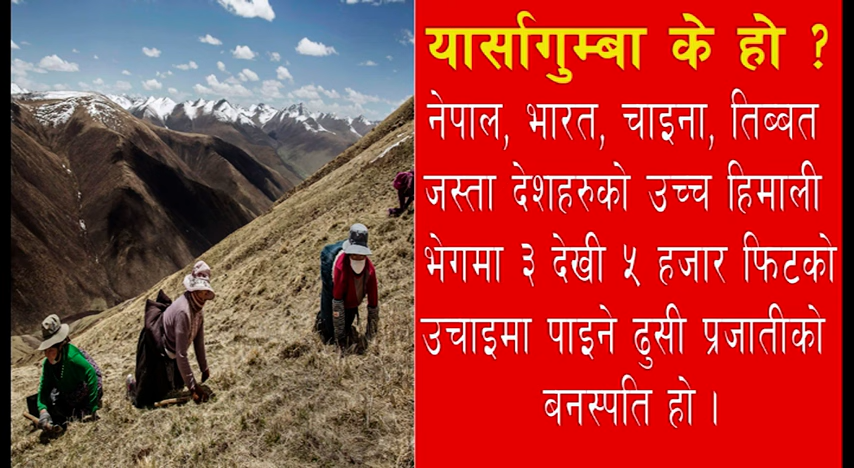 यार्सागुम्बा के हो ?
नेपाल, भारत, चाइना, तिब्बत
जस्ता देशहरुको उच्च हिमाली
भेगमा ३ देखी ५ हजार फिटको
उचाइमा पाइने ढुसी प्रजातीको
बनस्पति हो ।